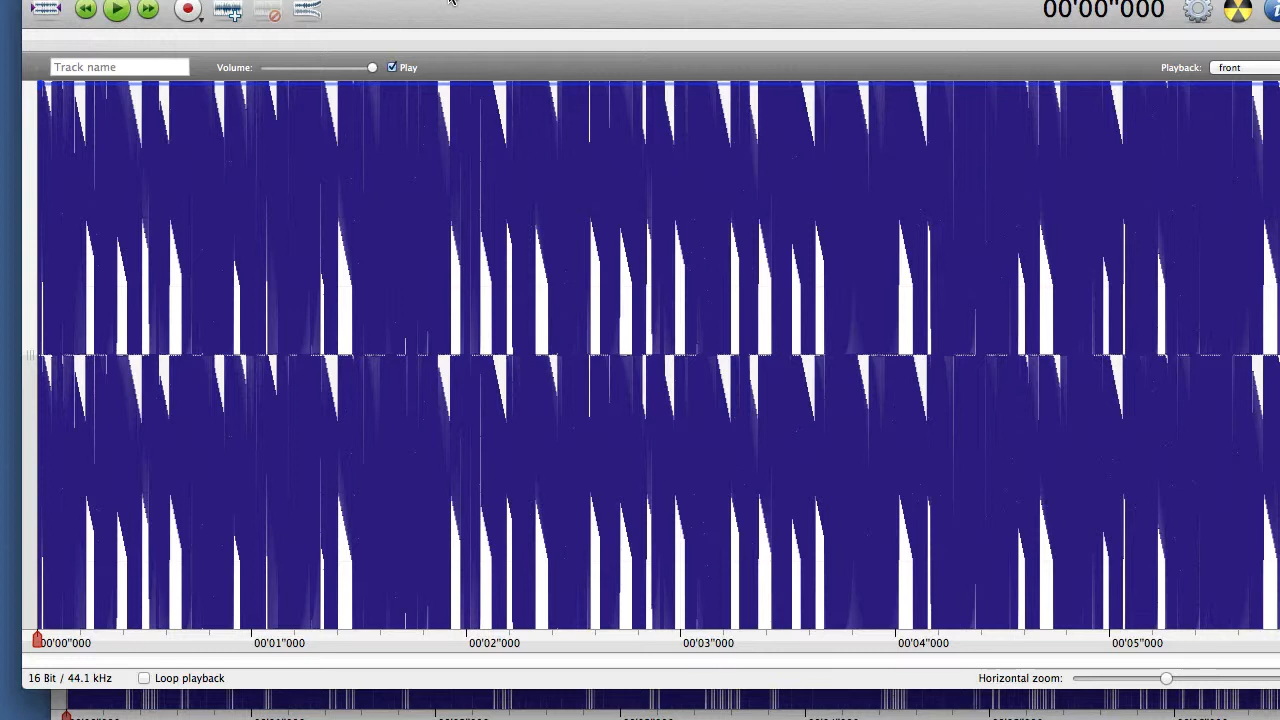 00'00"000
Track name Volume: Play Playback: front
00'00"000 00'01"000 00'02"000 00'03"000 00'04"000 00'05"000
16 Bit / 44.1 kHz Loop playback Horizontal zoom: